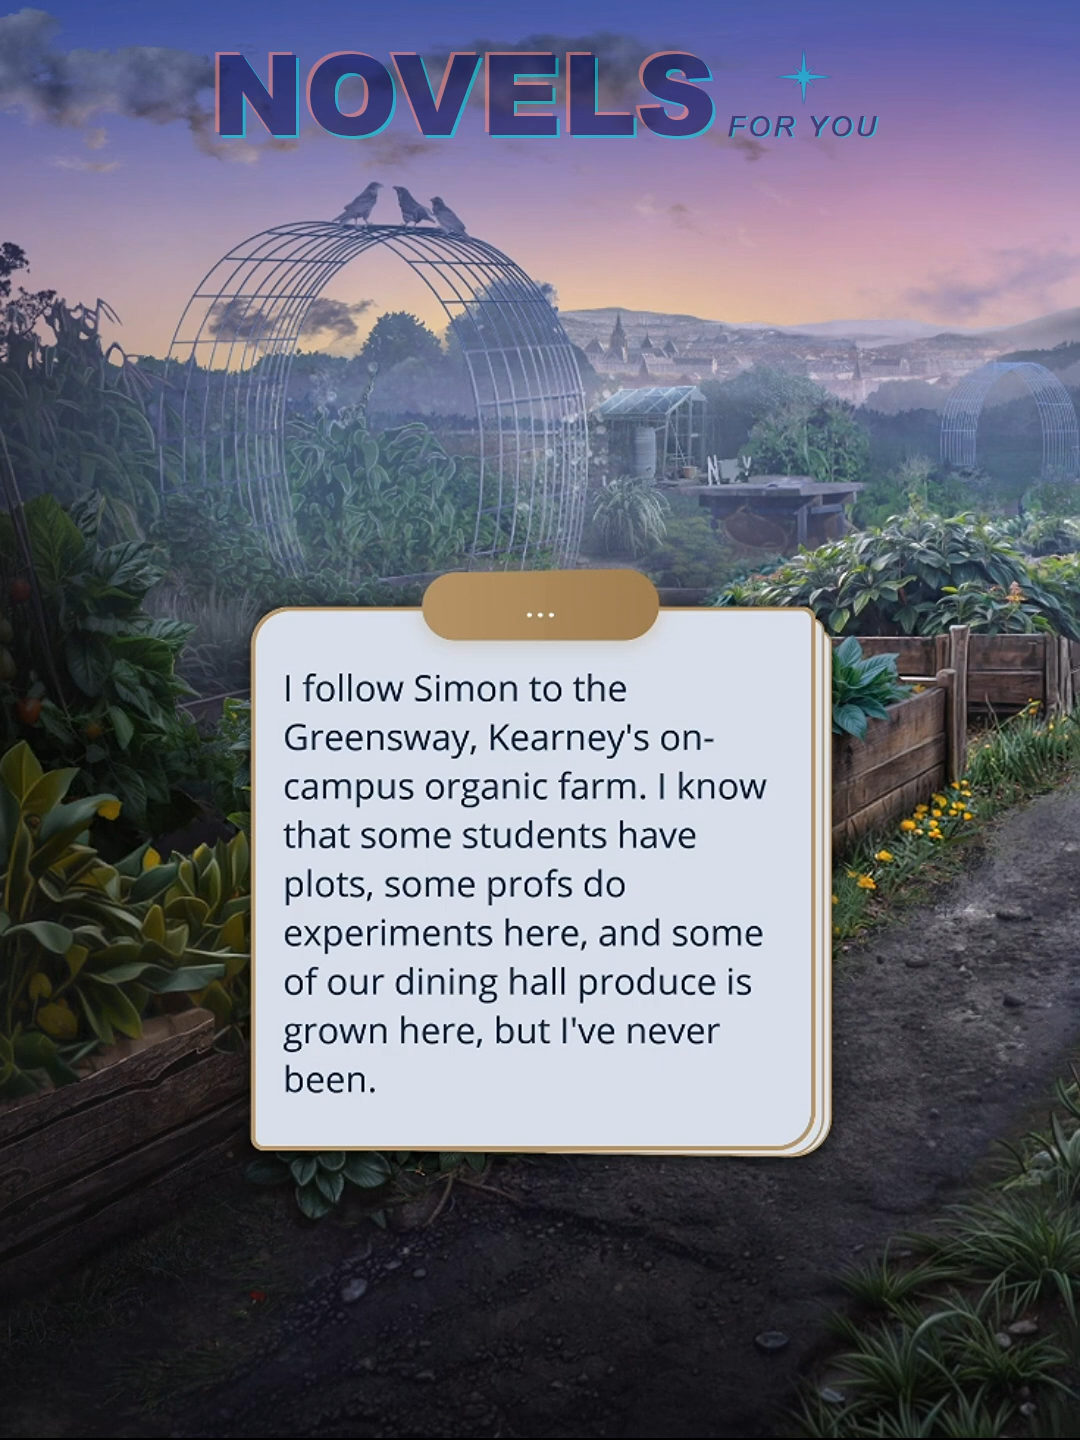 NOVELS
FOR YOU
...
I follow Simon to the
Greensway, Kearney's on-
campus organic farm. I know
that some students have
plots, some profs do
experiments here, and some
of our dining hall produce is
grown here, but I've never
been.